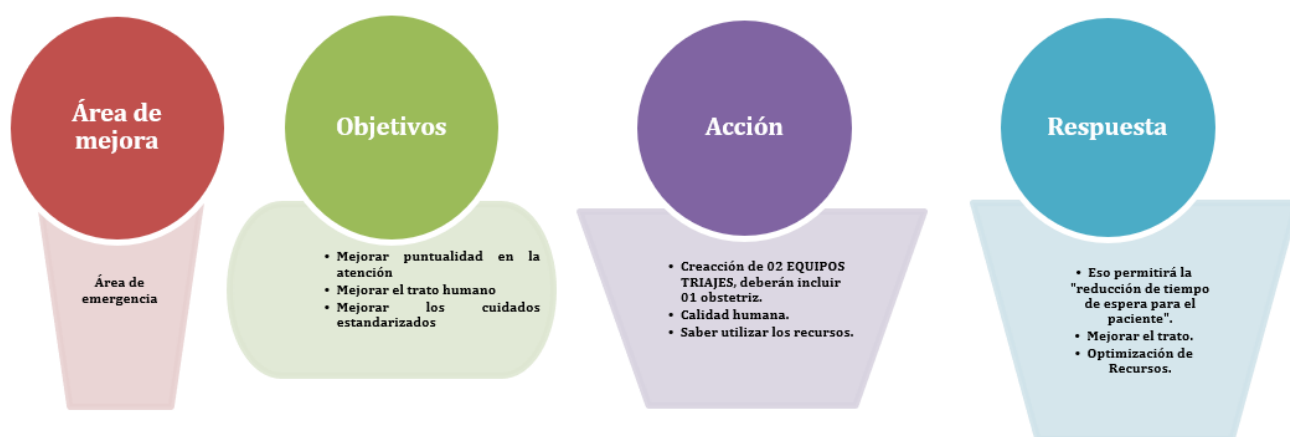 Área de
mejora
Área de
emergencia
Objetivos
• Mejorar puntualidad en la
atención
• Mejorar el trato humano
• Mejorar los cuidados
estandarizados
Acción
• Creacción de 02 EQUIPOS
TRIAJES, deberán incluir
01 obstetriz.
• Calidad humana.
• Saber utilizar los recursos.
Respuesta
• Eso permitirá la
"reducción de tiempo
de espera para el
paciente".
• Mejorar el trato.
• Optimización de
Recursos.